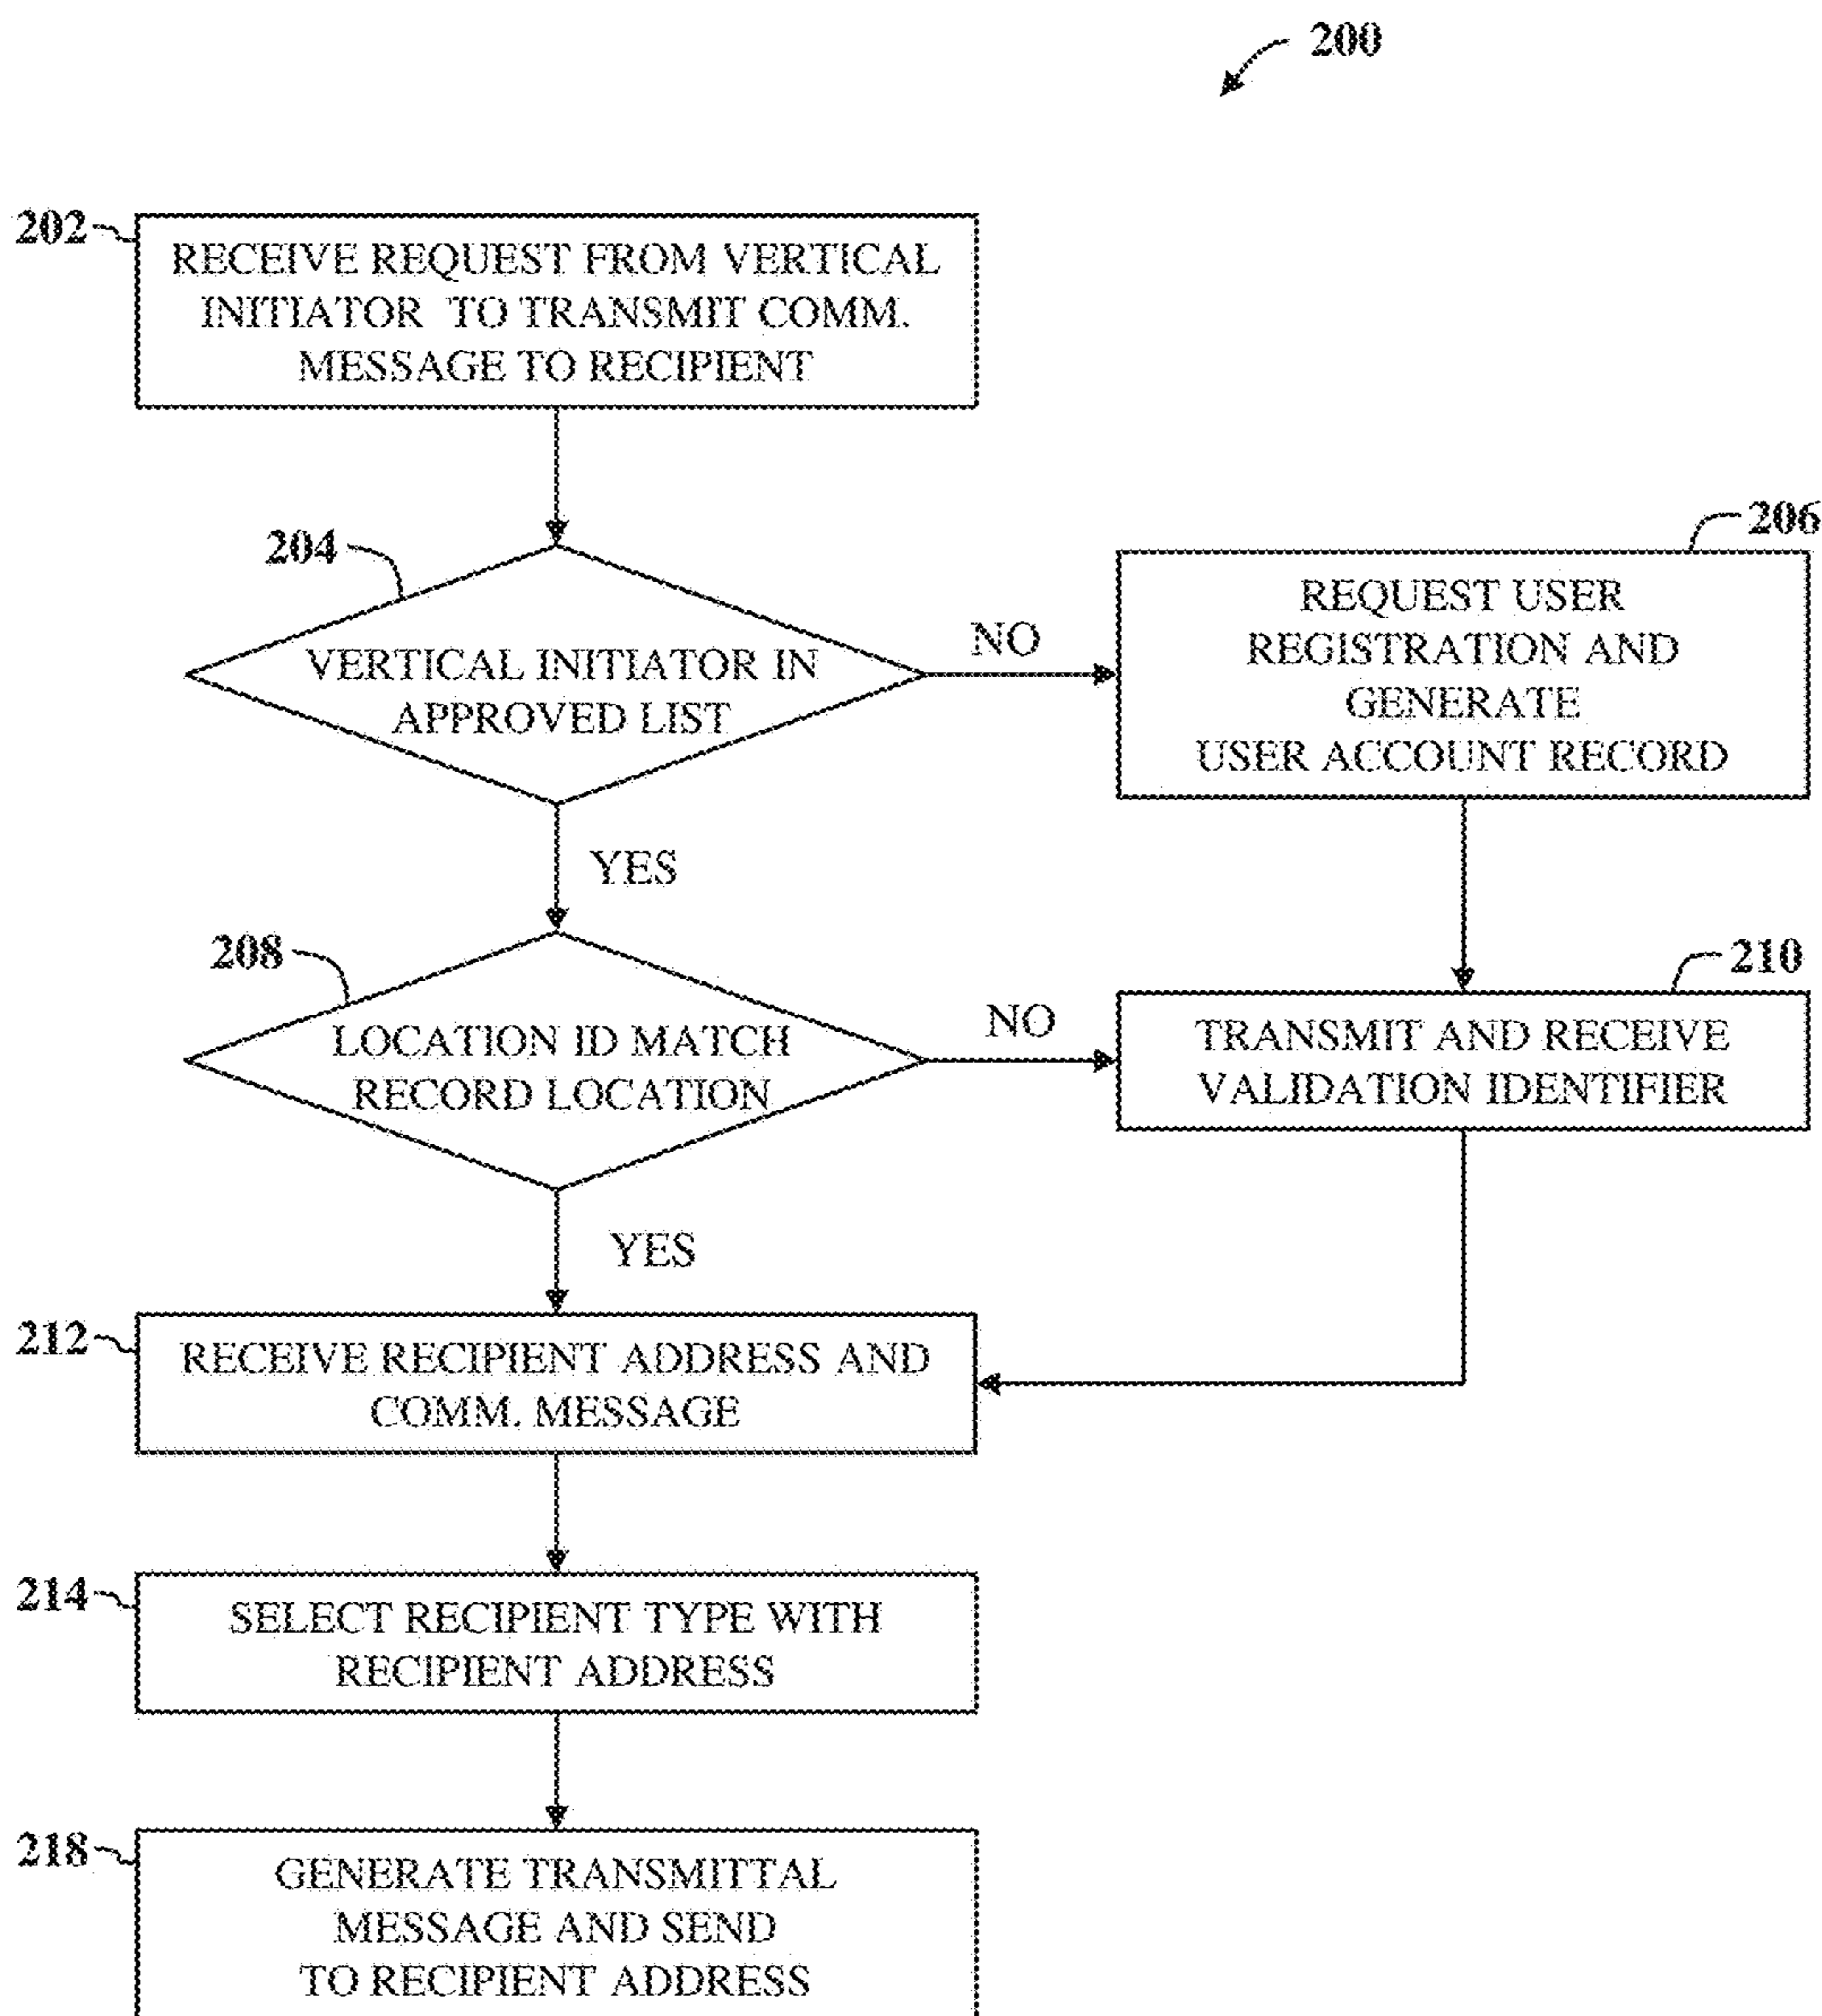 200
202
RECEIVE REQUEST FROM VERTICAL
INITIATOR TO TRANSMIT COMM.
MESSAGE TO RECIPIENT
204
VERTICAL INITIATOR IN
APPROVED LIST
NO
206
REQUEST USER
REGISTRATION AND
GENERATE
USER ACCOUNT RECORD
YES
208
LOCATION ID MATCH
RECORD LOCATION
NO
210
TRANSMIT AND RECEIVE
VALIDATION IDENTIFIER
YES
212
RECEIVE RECIPIENT ADDRESS AND
COMM. MESSAGE
214
SELECT RECIPIENT TYPE WITH
RECIPIENT ADDRESS
218
GENERATE TRANSMITTAL
MESSAGE AND SEND
TO RECIPIENT ADDRESS